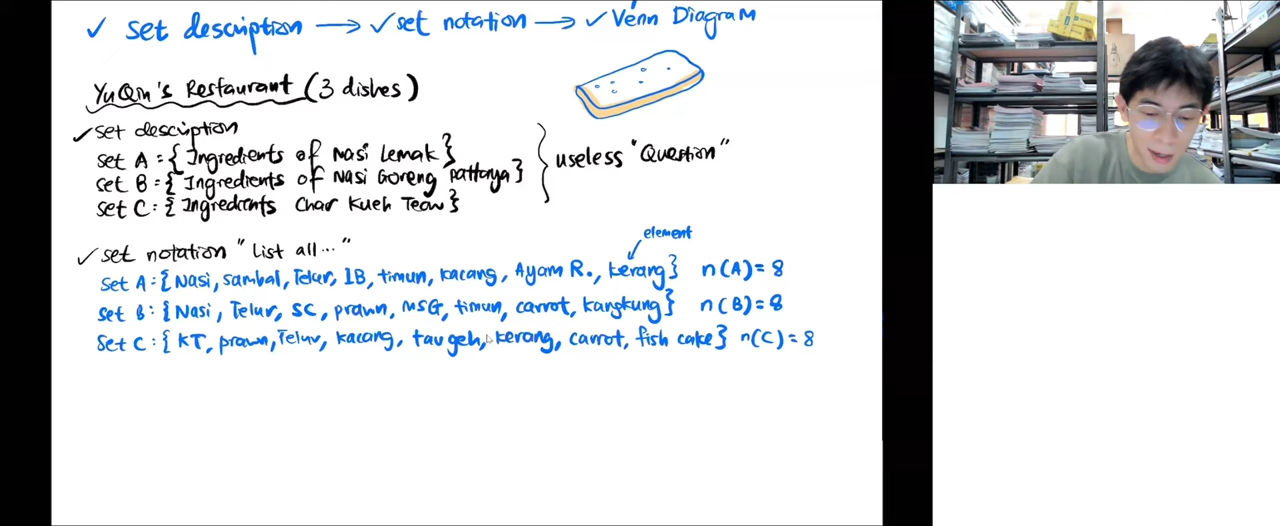 ✓ set description → ✓ set notation → ✓ Venn Diagram
YuQin's Restaurant (3 dishes)
✓ set description
set A = { Ingredients of Nasi Lemak }
set B = { Ingredients of Nasi Goreng Pattaya }
set C = { Ingredients Char Kueh Teow }
useless "Question"
✓ set notation "List all..."
element
set A = { Nasi, sambal, Telur, IB, timun, kacang, Ayam R., kerang } n(A) = 8
set B = { Nasi, Telur, SC, prawn, MSG, timun, carrot, kangkung } n(B) = 8
set C = { KT, prawn, Telur, kacang, taugeh, kerang, carrot, fish cake } n(C) = 8